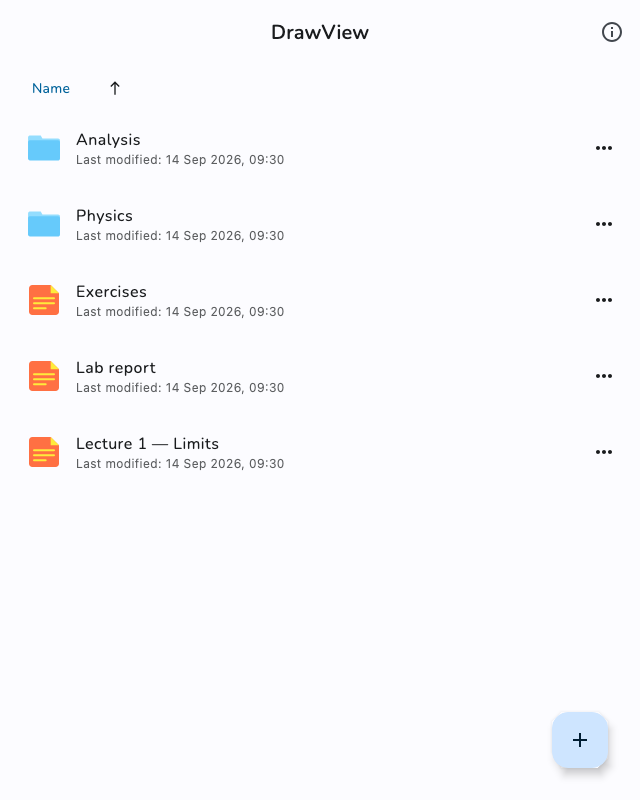 DrawView
Name
Analysis
Last modified: 14 Sep 2026, 09:30
Physics
Last modified: 14 Sep 2026, 09:30
Exercises
Last modified: 14 Sep 2026, 09:30
Lab report
Last modified: 14 Sep 2026, 09:30
Lecture 1 — Limits
Last modified: 14 Sep 2026, 09:30